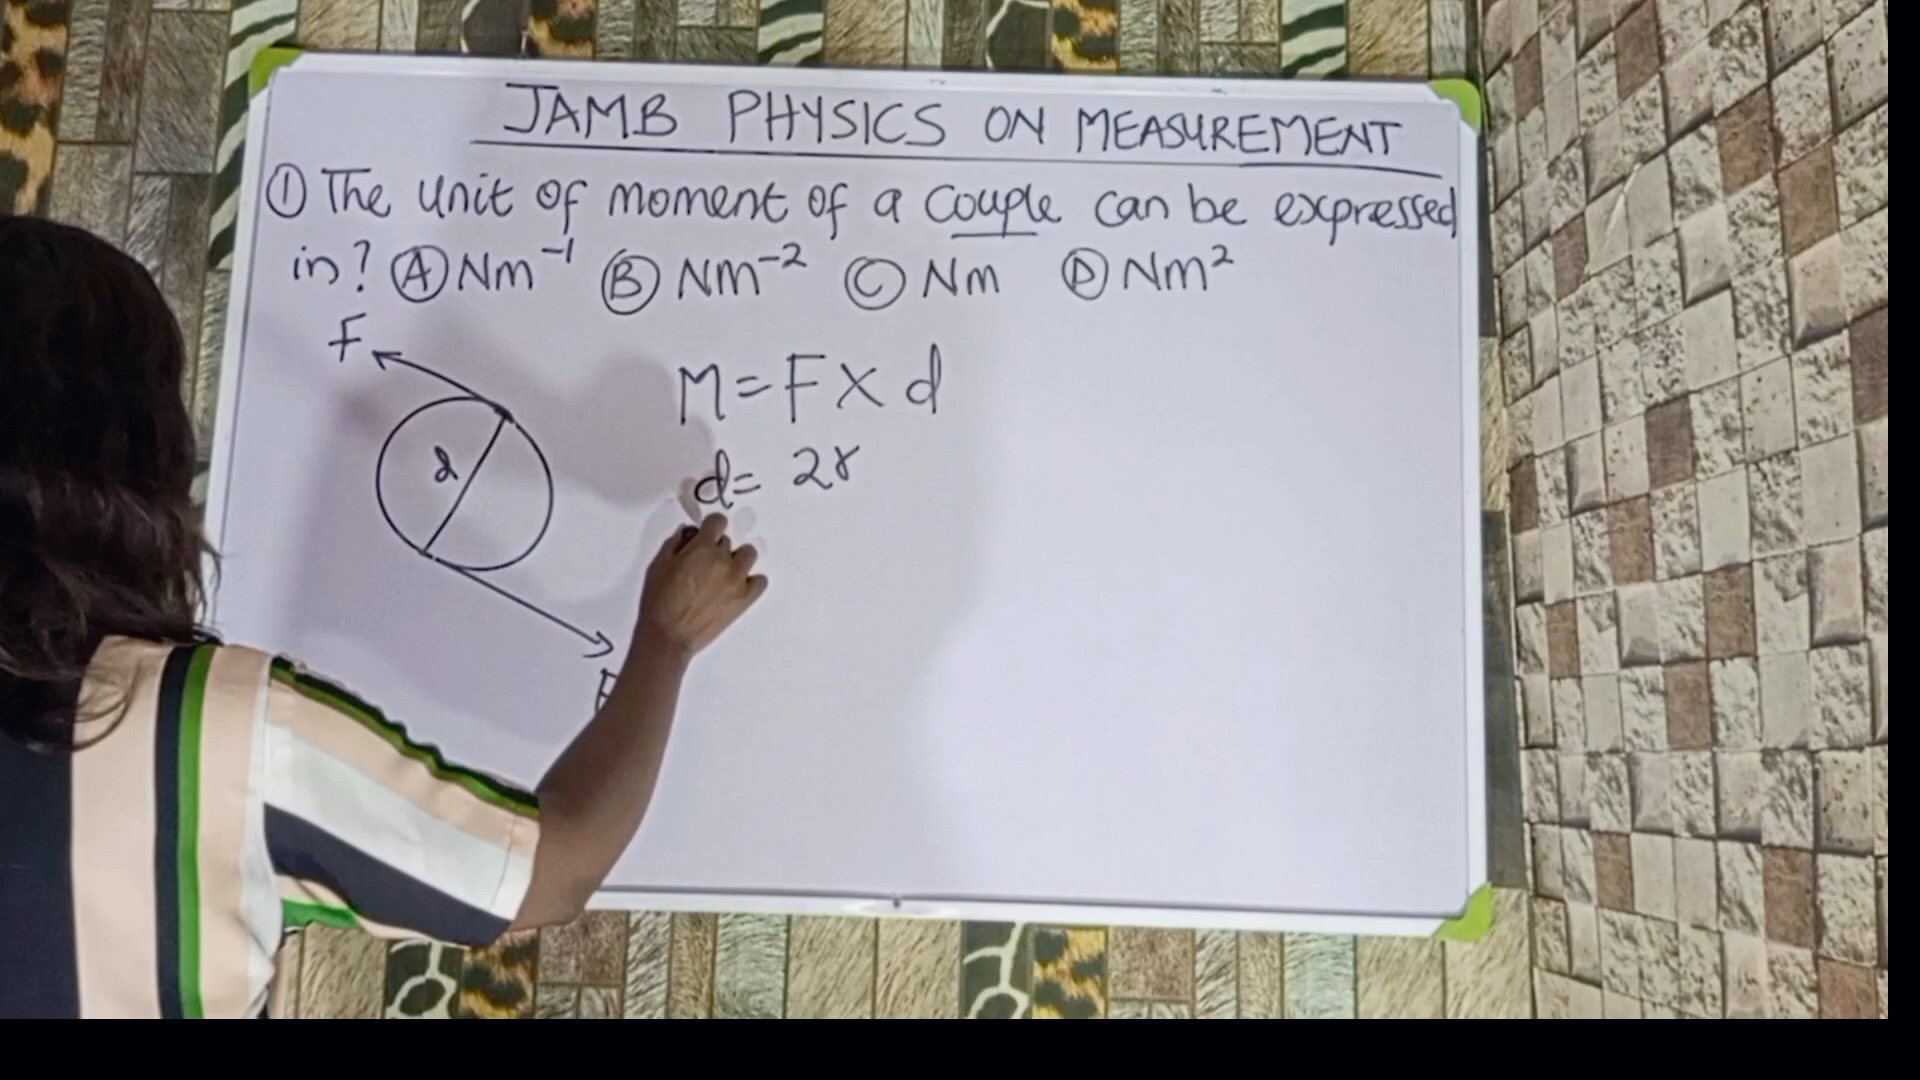 JAMB PHYSICS ON MEASUREMENT
① The unit of moment of a couple can be expressed
in? Ⓐ Nm⁻¹ Ⓑ Nm⁻² Ⓒ Nm Ⓓ Nm²
F
M = F × d
d
d = 2r